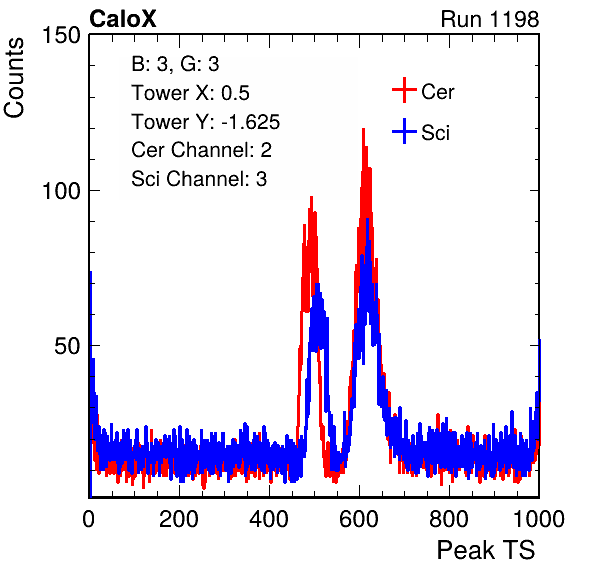 CaloX Run 1198
Counts
150
100
50
B: 3, G: 3
Tower X: 0.5
Tower Y: -1.625
Cer Channel: 2
Sci Channel: 3
Cer
Sci
0 200 400 600 800 1000
Peak TS